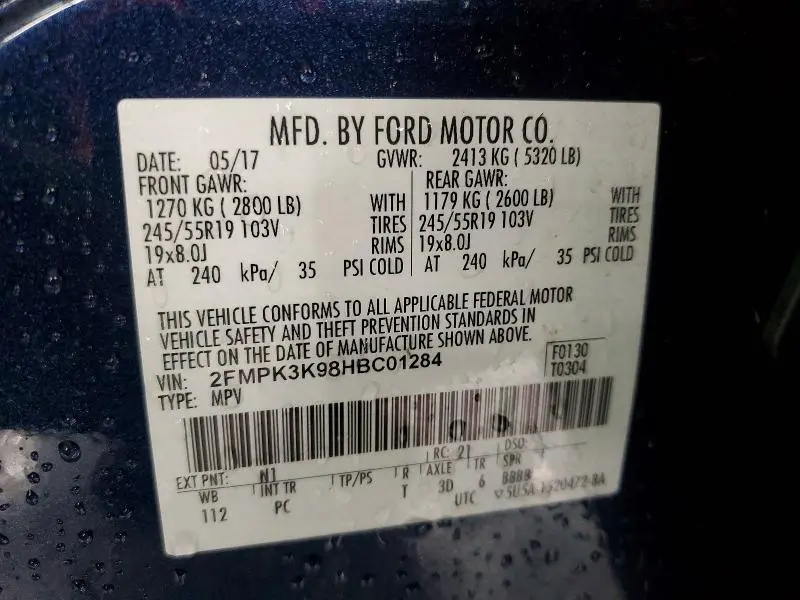 MFD. BY FORD MOTOR CO.
DATE: 05/17 GVWR: 2413 KG ( 5320 LB)
FRONT GAWR: REAR GAWR:
1270 KG ( 2800 LB) WITH 1179 KG ( 2600 LB) WITH
245/55R19 103V TIRES 245/55R19 103V TIRES
19x8.0J RIMS 19x8.0J RIMS
AT 240 kPa/ 35 PSI COLD AT 240 kPa/ 35 PSI COLD
THIS VEHICLE CONFORMS TO ALL APPLICABLE FEDERAL MOTOR
VEHICLE SAFETY AND THEFT PREVENTION STANDARDS IN
EFFECT ON THE DATE OF MANUFACTURE SHOWN ABOVE.
VIN: 2FMPK3K98HBC01284 F0130
TYPE: MPV T0304
EXT PNT: N1 RC: 21 DSO:
WB INT TR TP/PS R AXLE TR SPR
112 PC T 3D 6 BBBB
UTC